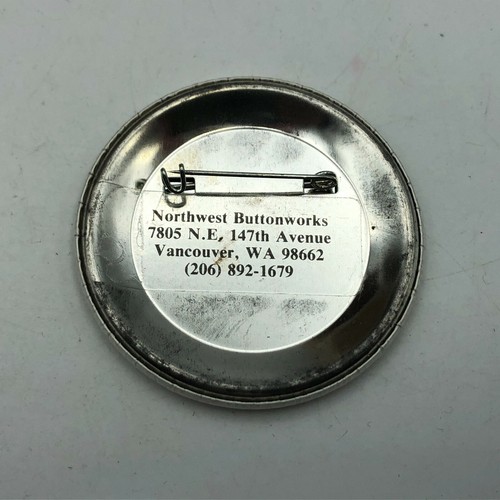 Northwest Buttonworks
7805 N.E. 147th Avenue
Vancouver, WA 98662
(206) 892-1679